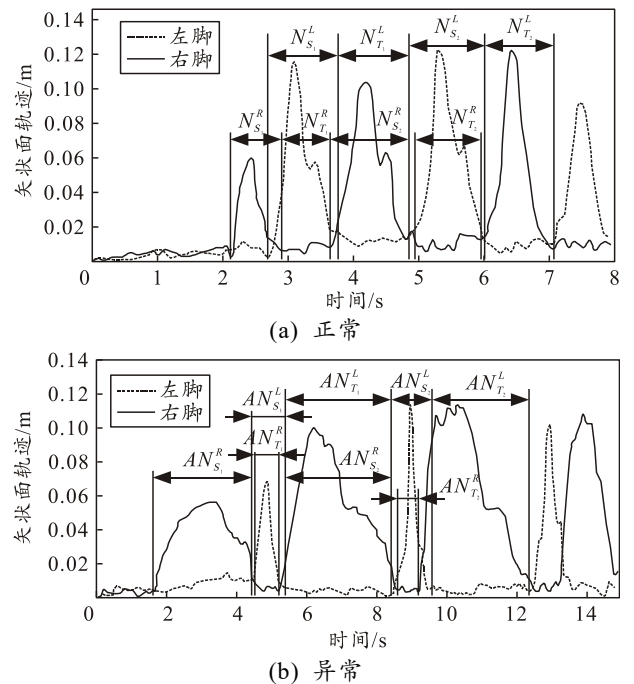 0.14
0.12
0.10
0.08
0.06
0.04
0.02
0
1
2
3
4
5
6
7
8
矢状面轨迹/m
时间/s
左脚
右脚
N_{S_1}^{L}
N_{T_1}^{L}
N_{S_2}^{L}
N_{T_2}^{L}
N_{S_1}^{R}
N_{T_1}^{R}
N_{S_2}^{R}
N_{T_2}^{R}
(a) 正常
0.14
0.12
0.10
0.08
0.06
0.04
0.02
0
2
4
6
8
10
12
14
矢状面轨迹/m
时间/s
左脚
右脚
AN_{S_1}^{L}
AN_{T_1}^{L}
AN_{S_2}^{L}
AN_{T_2}^{L}
AN_{T_1}^{R}
AN_{S_1}^{R}
AN_{S_2}^{R}
AN_{T_2}^{R}
(b) 异常